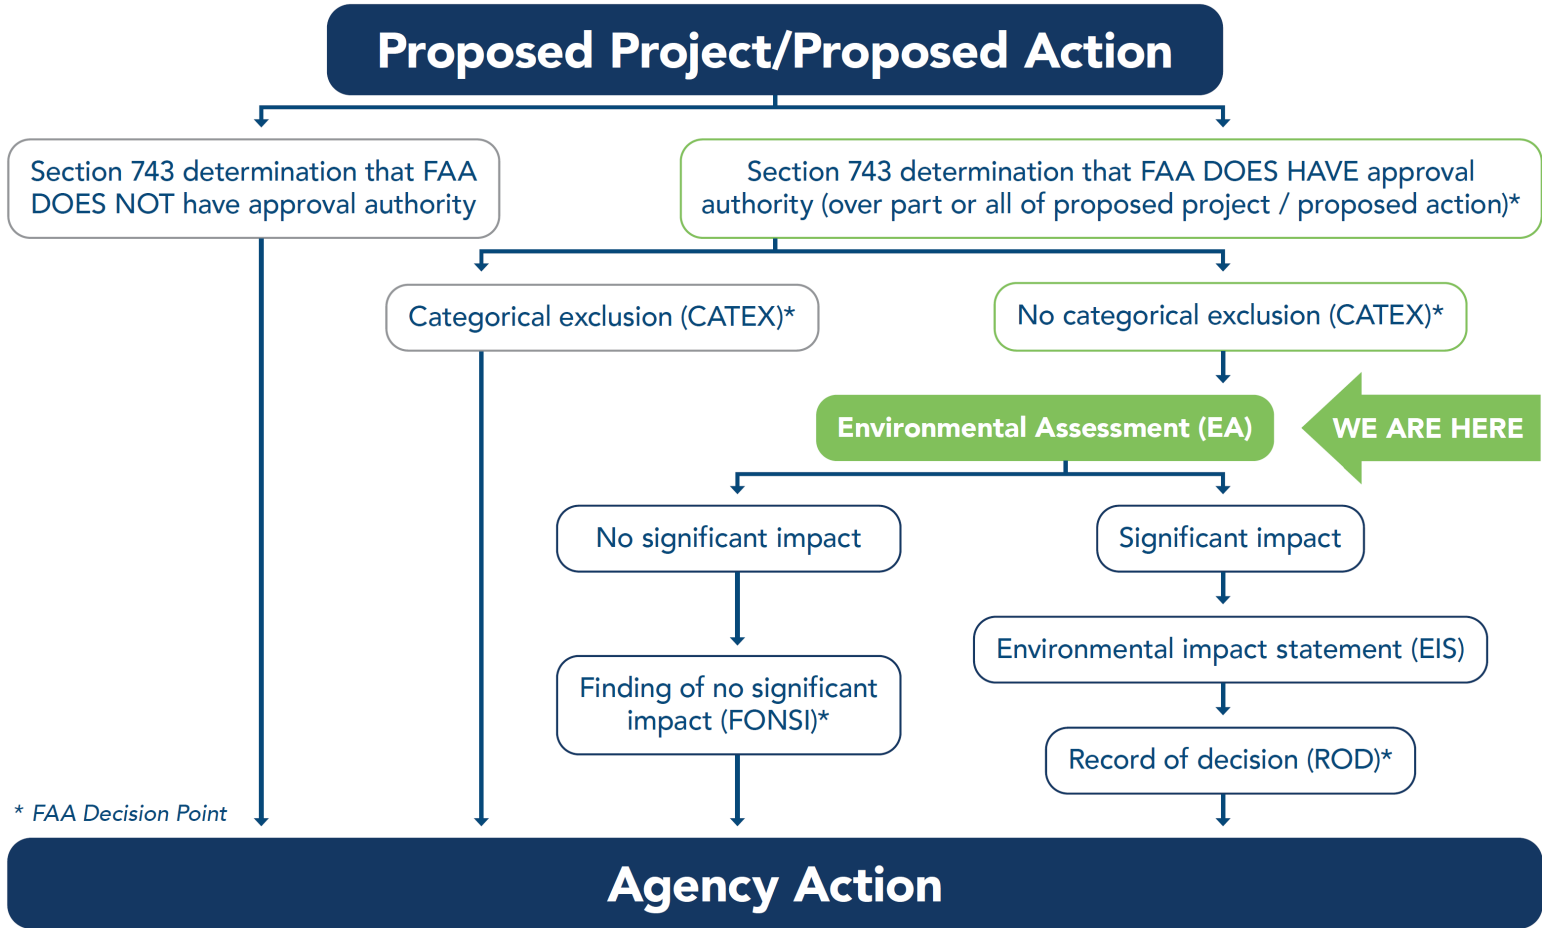 Proposed Project/Proposed Action
Section 743 determination that FAA
DOES NOT have approval authority
Section 743 determination that FAA DOES HAVE approval
authority (over part or all of proposed project / proposed action)*
Categorical exclusion (CATEX)*
No categorical exclusion (CATEX)*
Environmental Assessment (EA)
WE ARE HERE
No significant impact
Significant impact
Environmental impact statement (EIS)
Finding of no significant
impact (FONSI)*
Record of decision (ROD)*
* FAA Decision Point
Agency Action